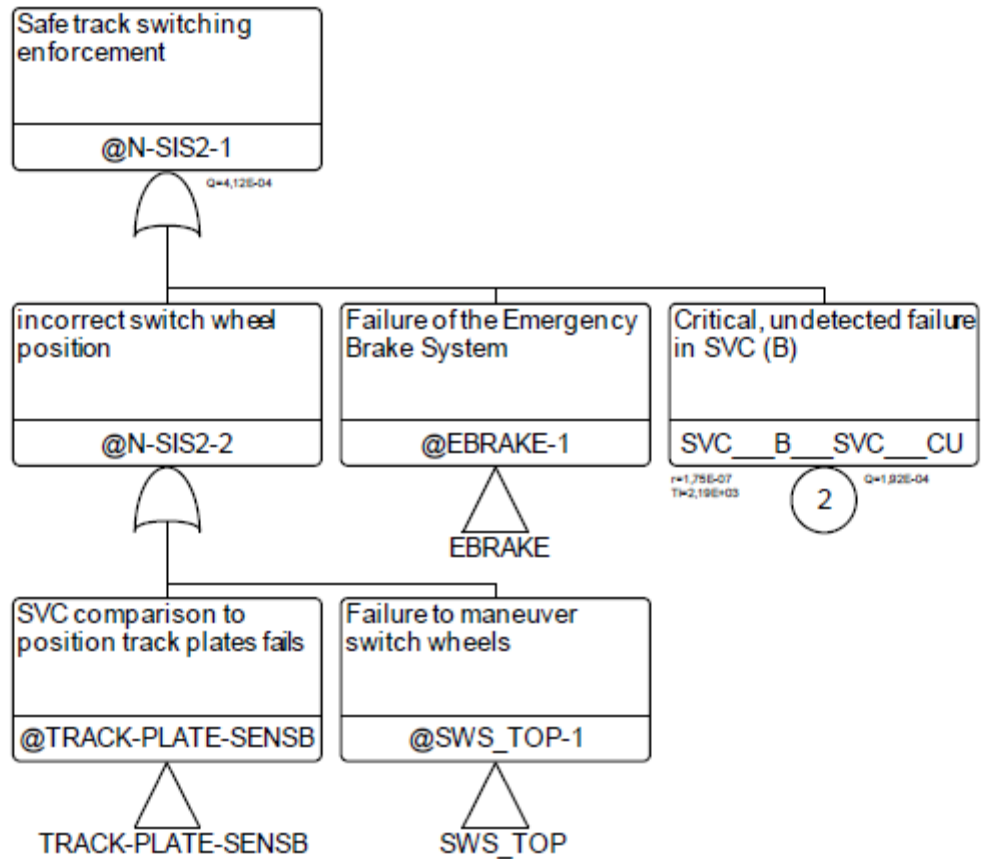 Safe track switching
enforcement
@N-SIS2-1
Q=4,12E-04
incorrect switch wheel
position
@N-SIS2-2
Failure of the Emergency
Brake System
@EBRAKE-1
EBRAKE
Critical, undetected failure
in SVC (B)
SVC___B___SVC___CU
r=1,75E-07
TI=2,19E+03
Q=1,92E-04
2
SVC comparison to
position track plates fails
@TRACK-PLATE-SENSB
TRACK-PLATE-SENSB
Failure to maneuver
switch wheels
@SWS_TOP-1
SWS_TOP